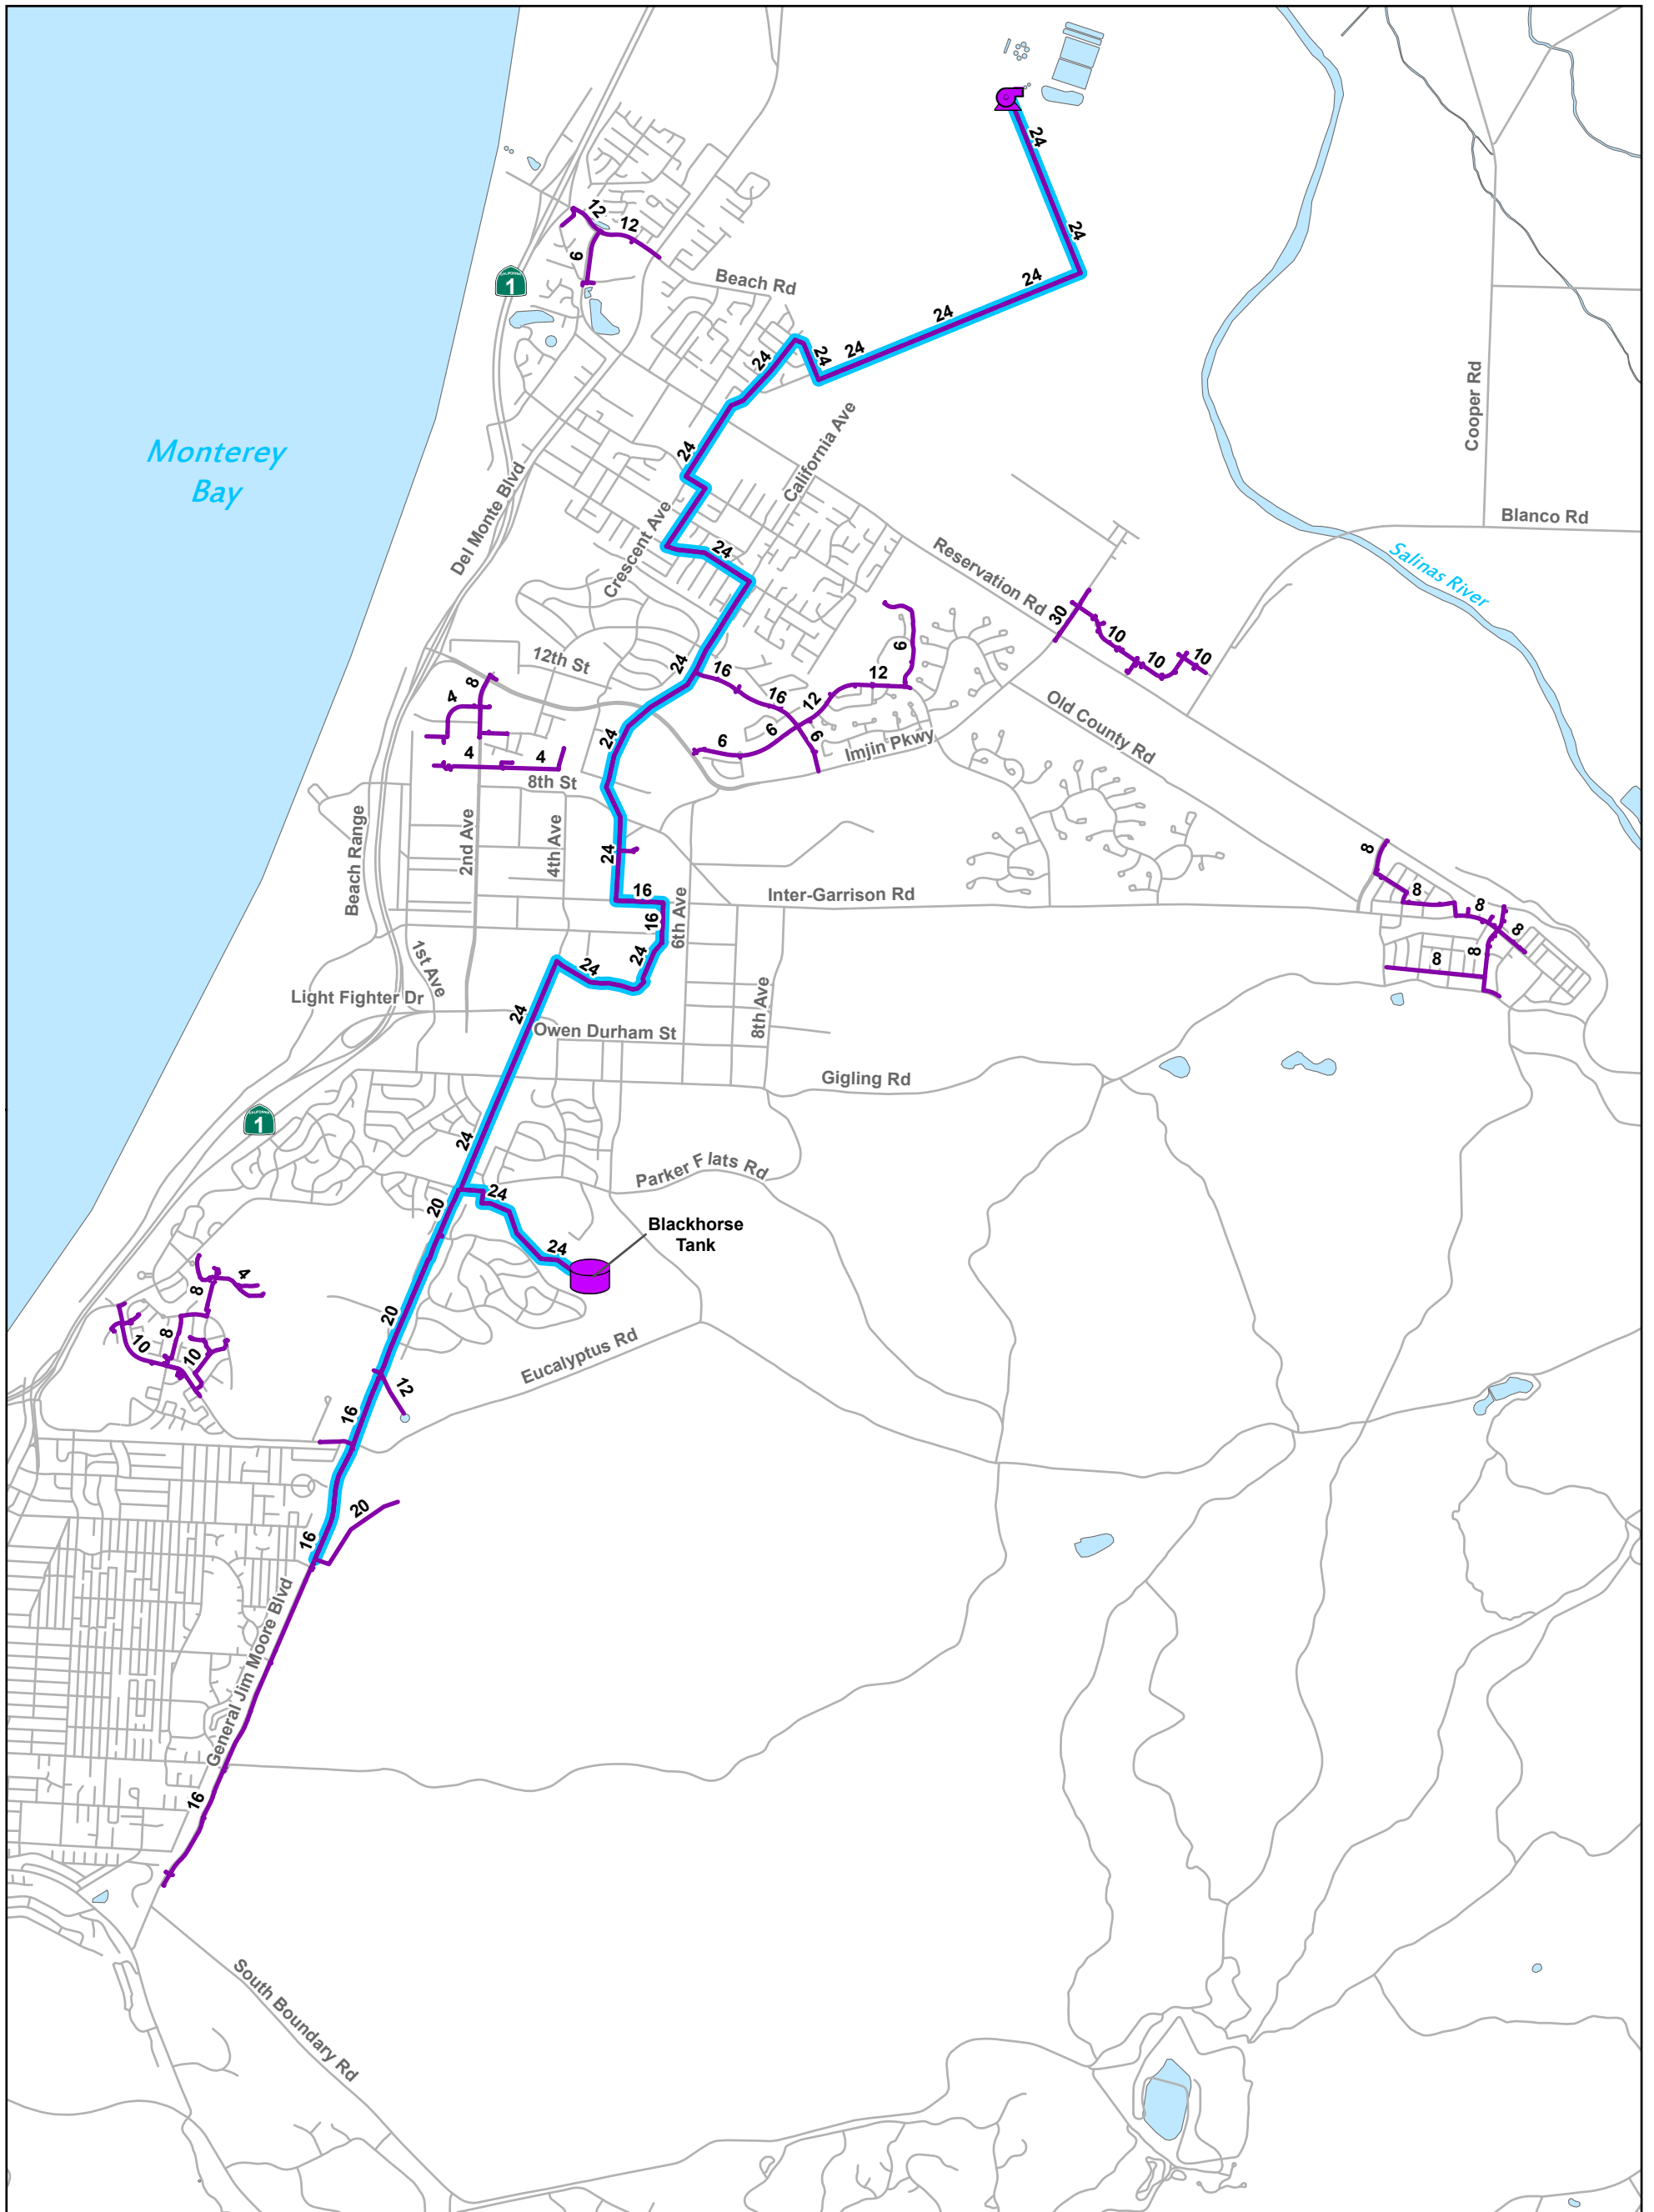 24
24
12
12
6
CALIFORNIA
1
Beach Rd
24
24
24
24
24
Monterey
Bay
Cooper Rd
California Ave
24
Del Monte Blvd
Crescent Ave
Blanco Rd
24
Reservation Rd
Salinas River
30
10
10
10
12th St
24
16
16
12
12
6
6
6
6
8
4
4
4
24
Imjin Pkwy
Old County Rd
8th St
Beach Range
2nd Ave
4th Ave
24
16
16
6th Ave
Inter-Garrison Rd
8
8
8
8
8
8
1st Ave
24
24
Light Fighter Dr
24
Owen Durham St
8th Ave
Gigling Rd
CALIFORNIA
1
24
Parker Flats Rd
24
20
24
Blackhorse
Tank
4
8
8
10
10
20
Eucalyptus Rd
12
16
20
16
General Jim Moore Blvd
16
South Boundary Rd